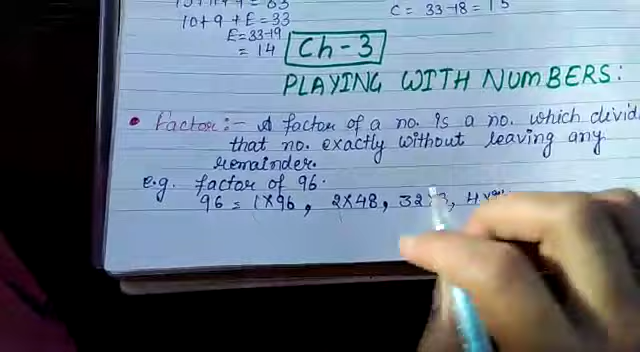 C = 33-18 = 15
10+9+E=33
E=33-19
= 14
Ch-3
PLAYING WITH NUMBERS:
• Factor:- A factor of a no. is a no. which divid
that no. exactly without leaving any
remainder.
e.g. factor of 96.
96 = 1×96, 2×48, 32×3,